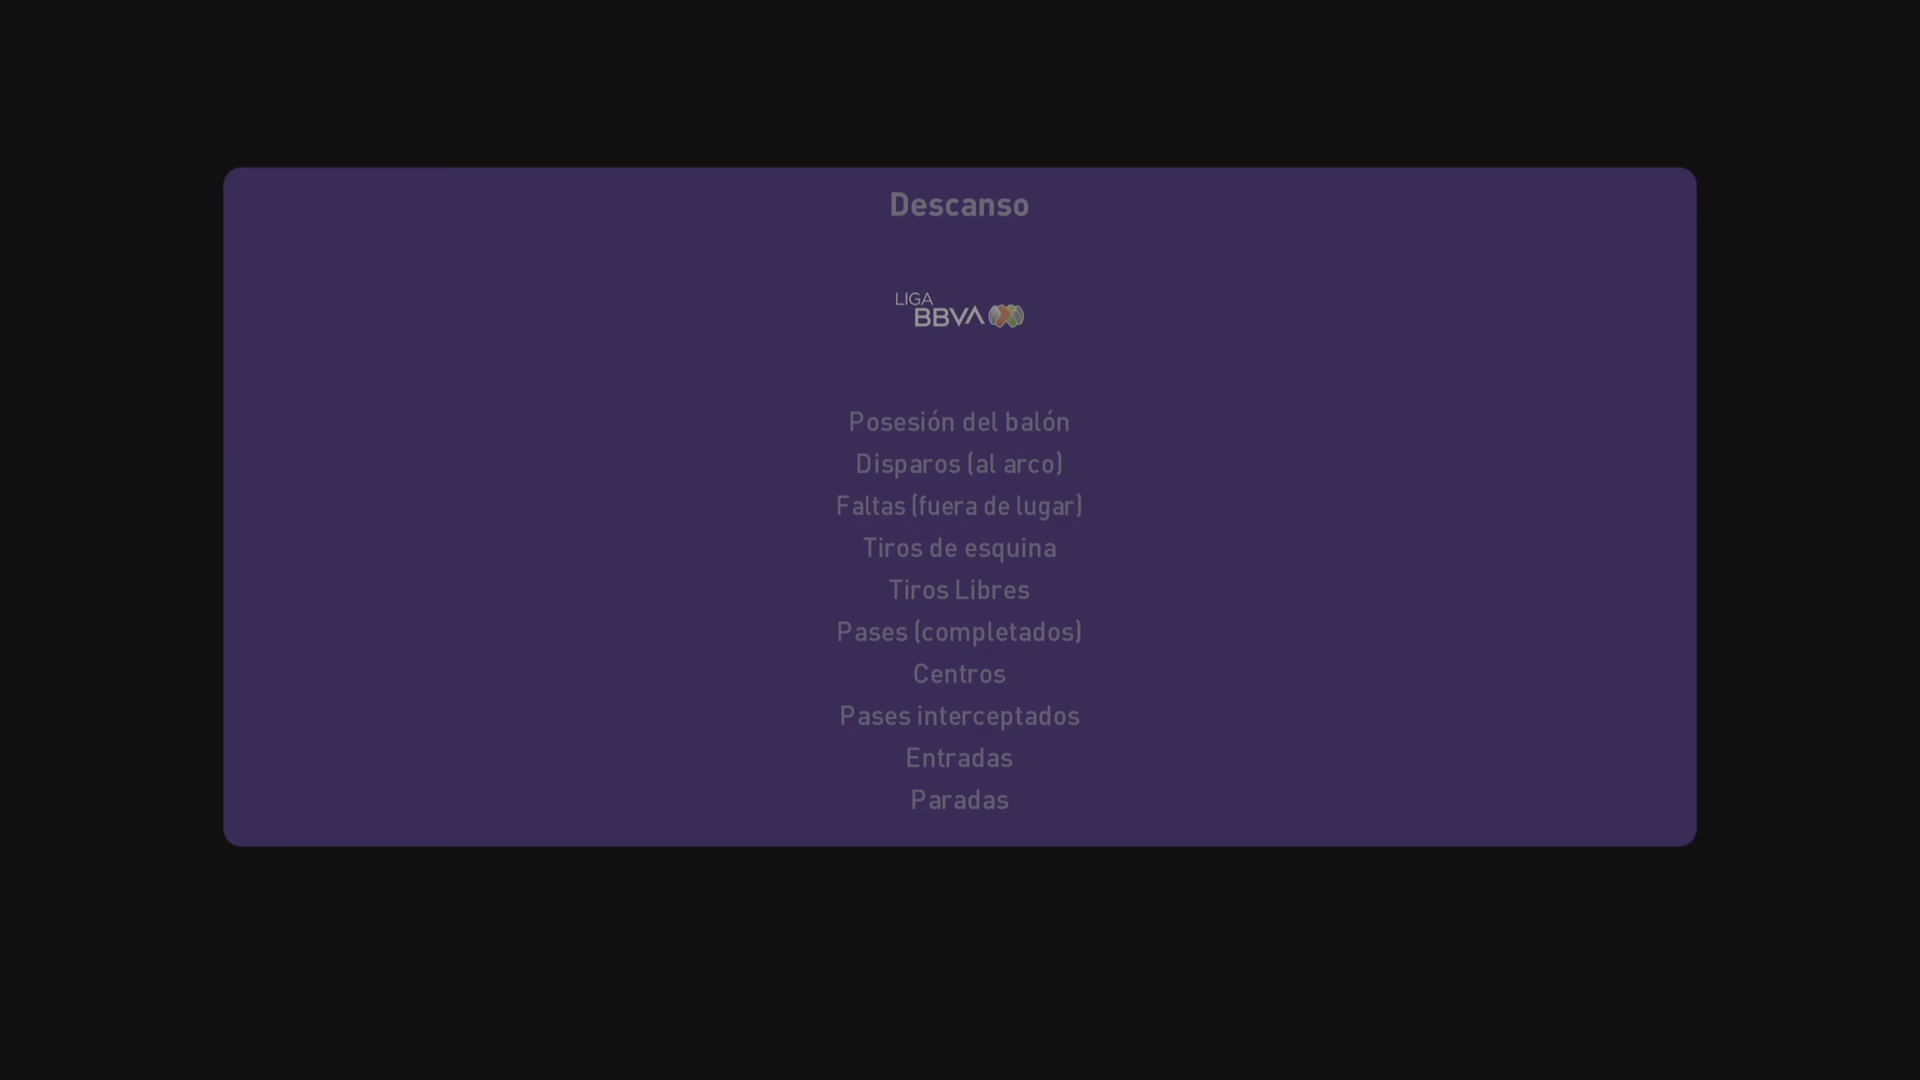 Descanso
LIGA
BBVA
Posesión del balón
Disparos (al arco)
Faltas (fuera de lugar)
Tiros de esquina
Tiros Libres
Pases (completados)
Centros
Pases interceptados
Entradas
Paradas